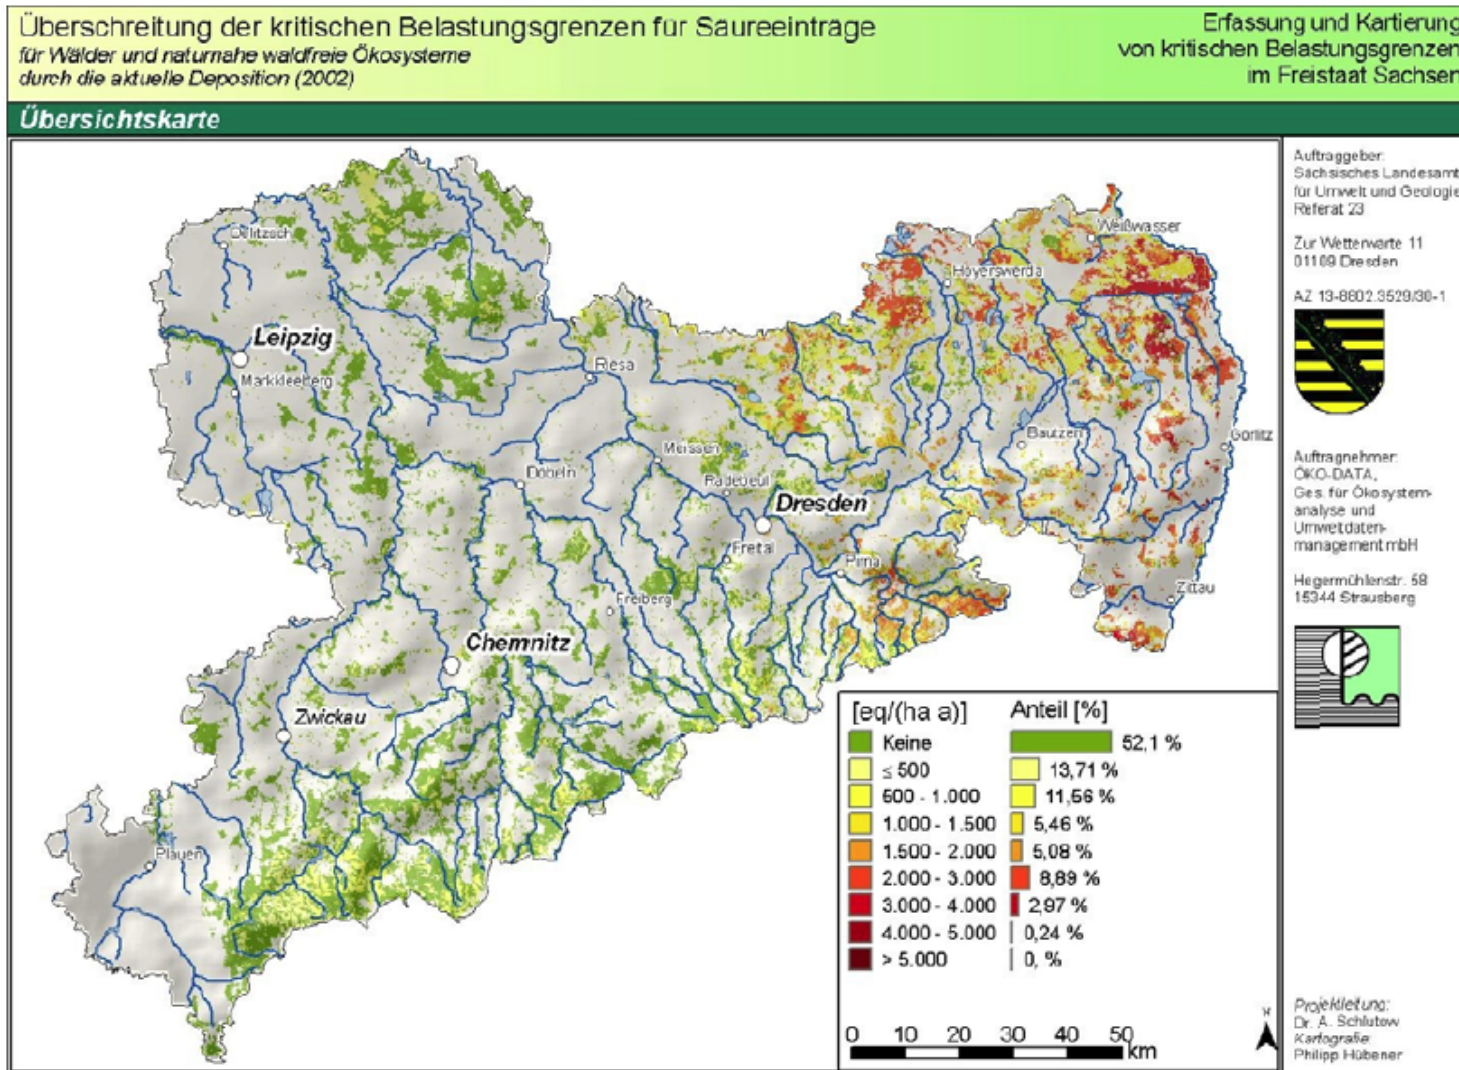 Überschreitung der kritischen Belastungsgrenzen für Säureeinträge
für Wälder und naturnahe waldfreie Ökosysteme
durch die aktuelle Deposition (2002)
Erfassung und Kartierung
von kritischen Belastungsgrenzen
im Freistaat Sachsen
Übersichtskarte
Delitzsch
Leipzig
Markkleeberg
Riesa
Döbeln
Meissen
Radebeul
Dresden
Freital
Pirna
Freiberg
Chemnitz
Zwickau
Plauen
Hoyerswerda
Weißwasser
Bautzen
Görlitz
Zittau
[eq/(ha a)] Anteil [%]
Keine 52,1 %
≤ 500 13,71 %
500 - 1.000 11,56 %
1.000 - 1.500 5,46 %
1.500 - 2.000 5,08 %
2.000 - 3.000 8,89 %
3.000 - 4.000 2,97 %
4.000 - 5.000 0,24 %
> 5.000 0, %
0 10 20 30 40 50
km
N
Auftraggeber:
Sächsisches Landesamt
für Umwelt und Geologie
Referat 23
Zur Wetterwarte 11
01109 Dresden
AZ 13-8802.3529/30-1
Auftragnehmer:
ÖKO-DATA,
Ges. für Ökosystem-
analyse und
Umweltdaten-
management mbH
Hegermühlenstr. 58
15344 Strausberg
Projektleitung:
Dr. A. Schlutow
Kartografie:
Philipp Hübener